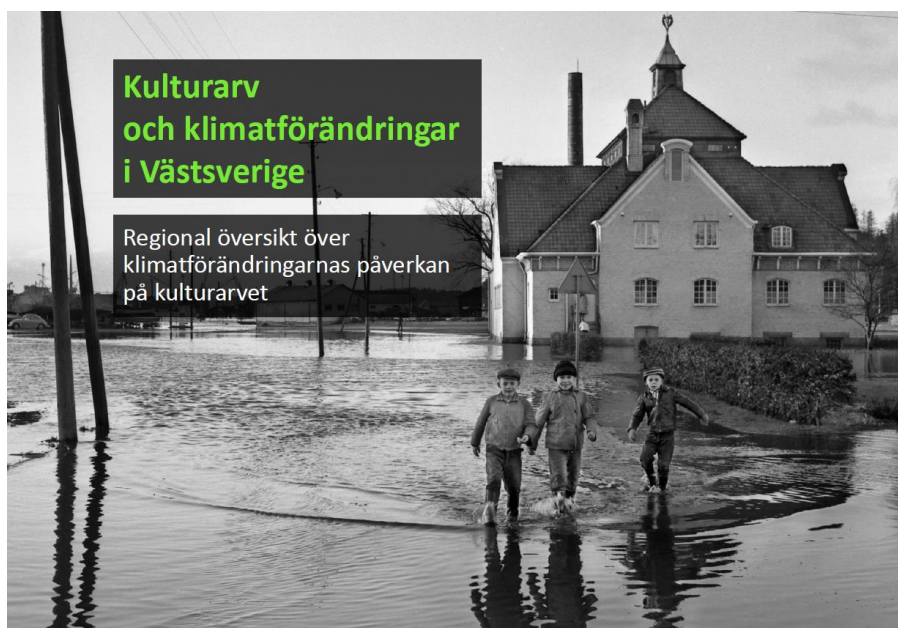 Kulturarv
och klimatförändringar
i Västsverige
Regional översikt över
klimatförändringarnas påverkan
på kulturarvet